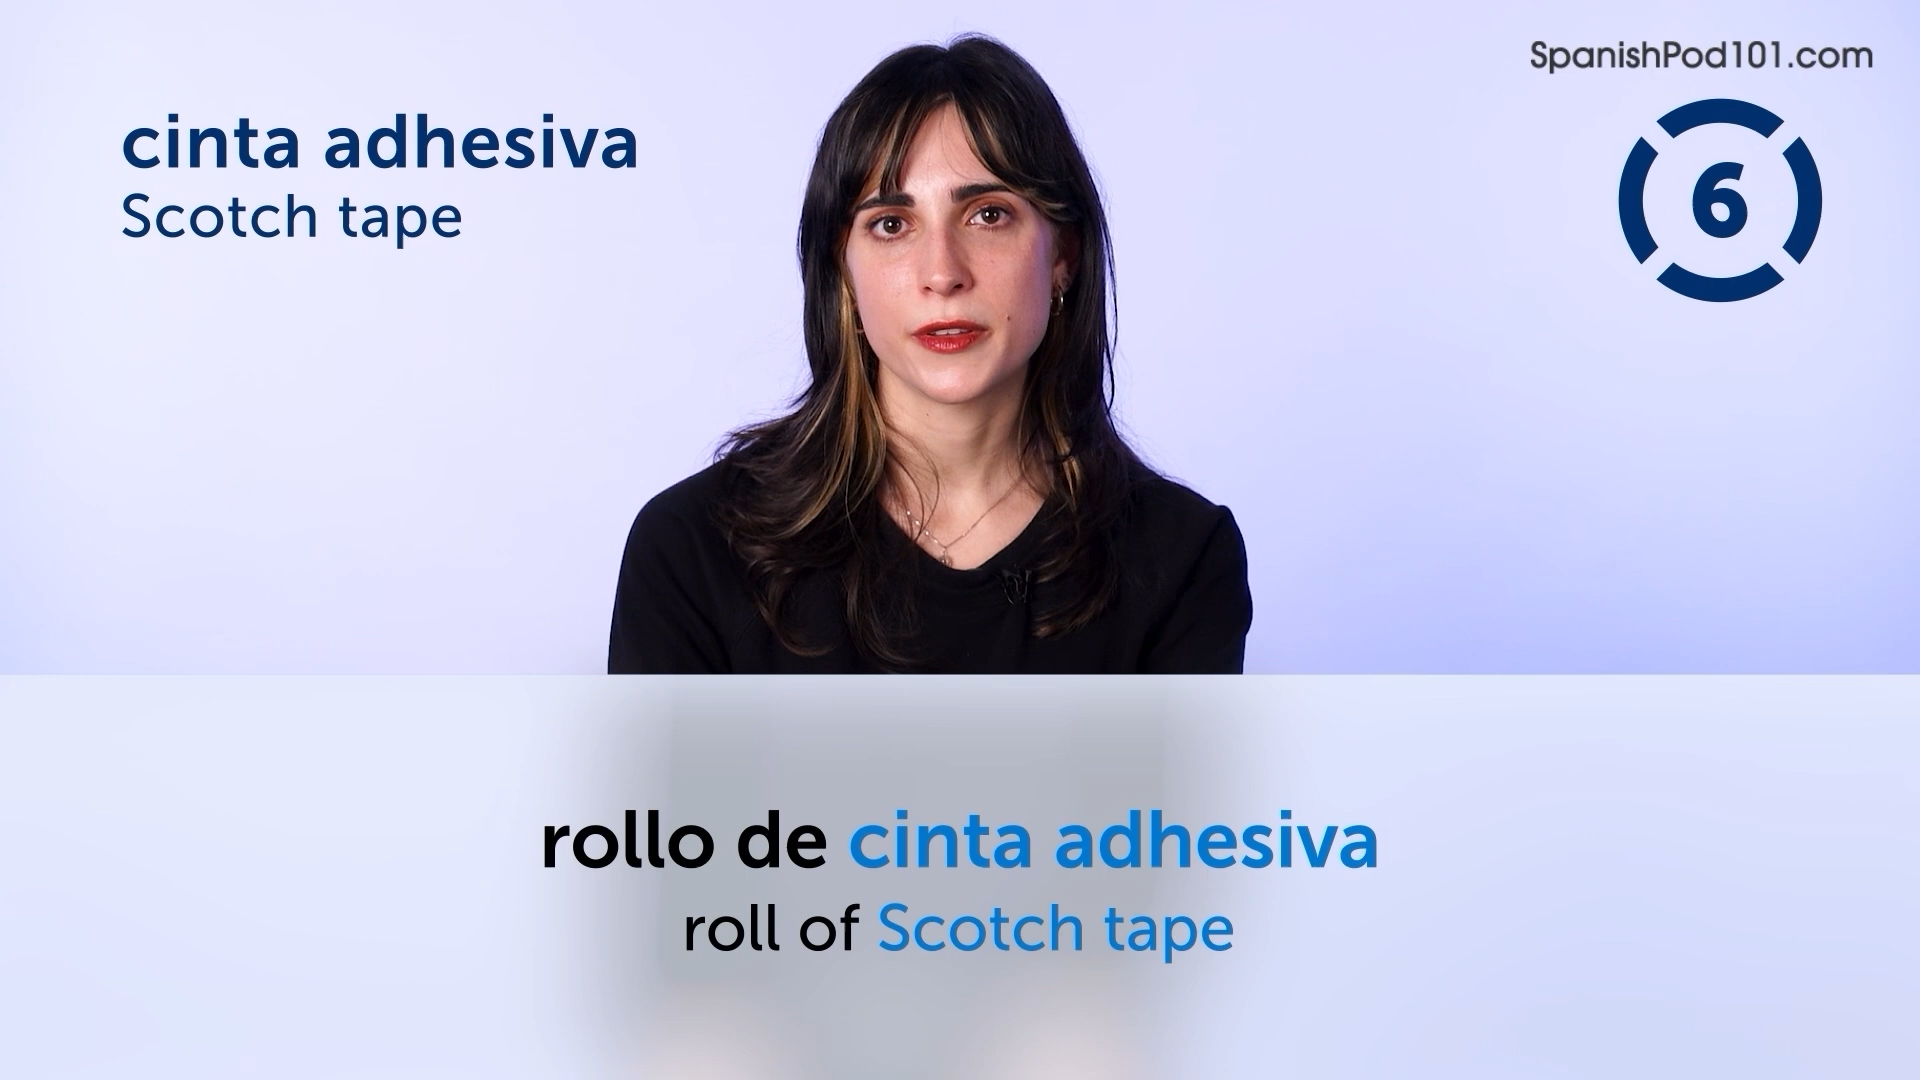 SpanishPod101.com
cinta adhesiva
Scotch tape
6
rollo de cinta adhesiva
roll of Scotch tape